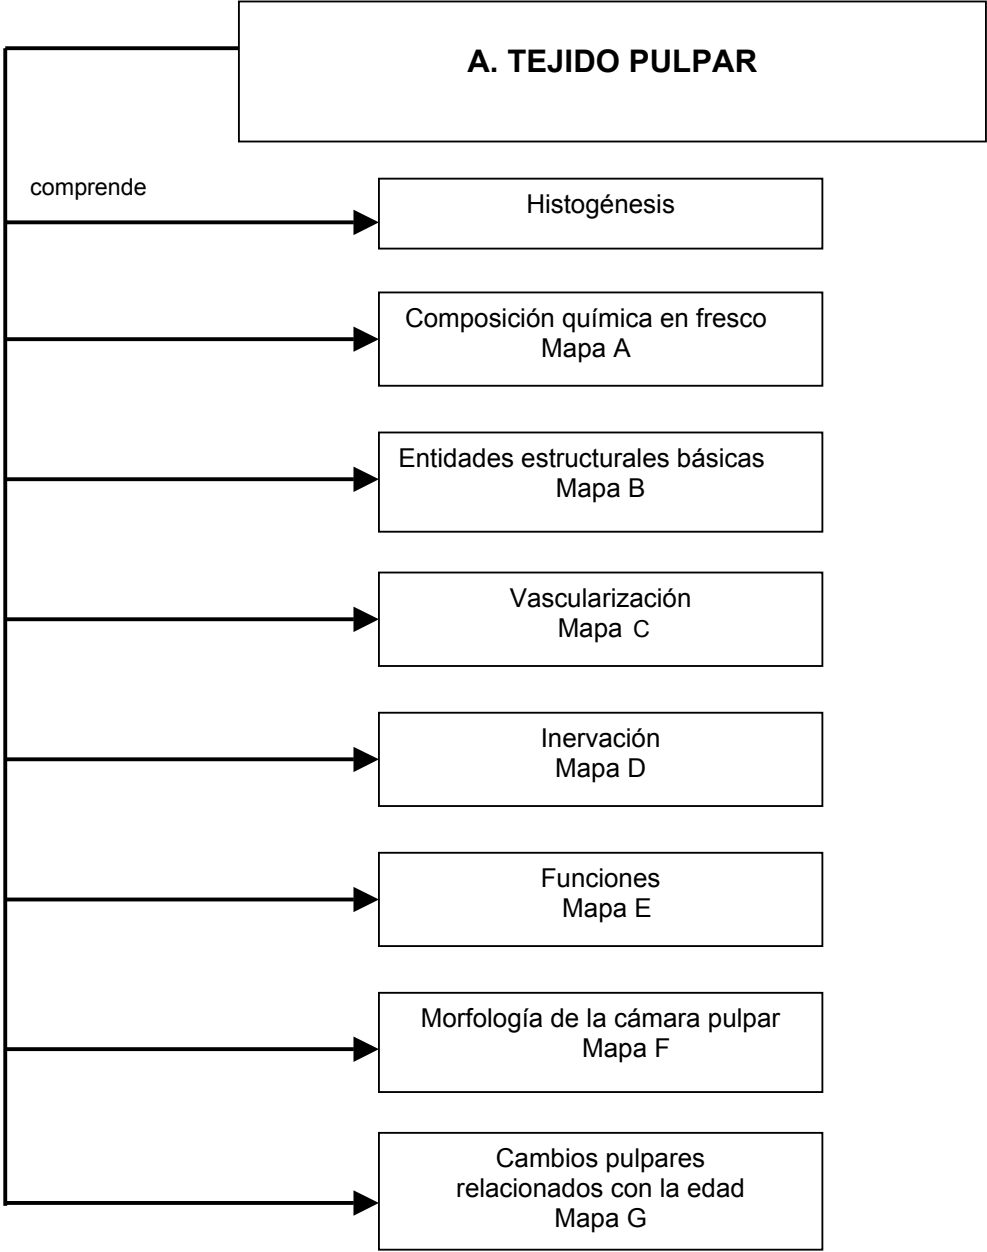 A. TEJIDO PULPAR
comprende
Histogénesis
Composición química en fresco
Mapa A
Entidades estructurales básicas
Mapa B
Vascularización
Mapa C
Inervación
Mapa D
Funciones
Mapa E
Morfología de la cámara pulpar
Mapa F
Cambios pulpares
relacionados con la edad
Mapa G